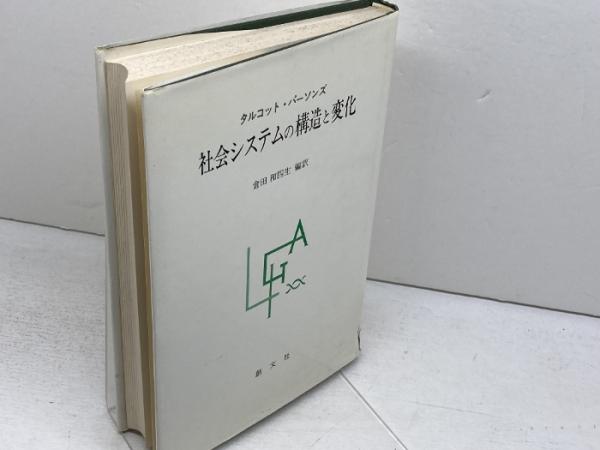 タルコット・パーソンズ
社会システムの構造と変化
倉田 和四生 編訳
A
G
L
I
創文社